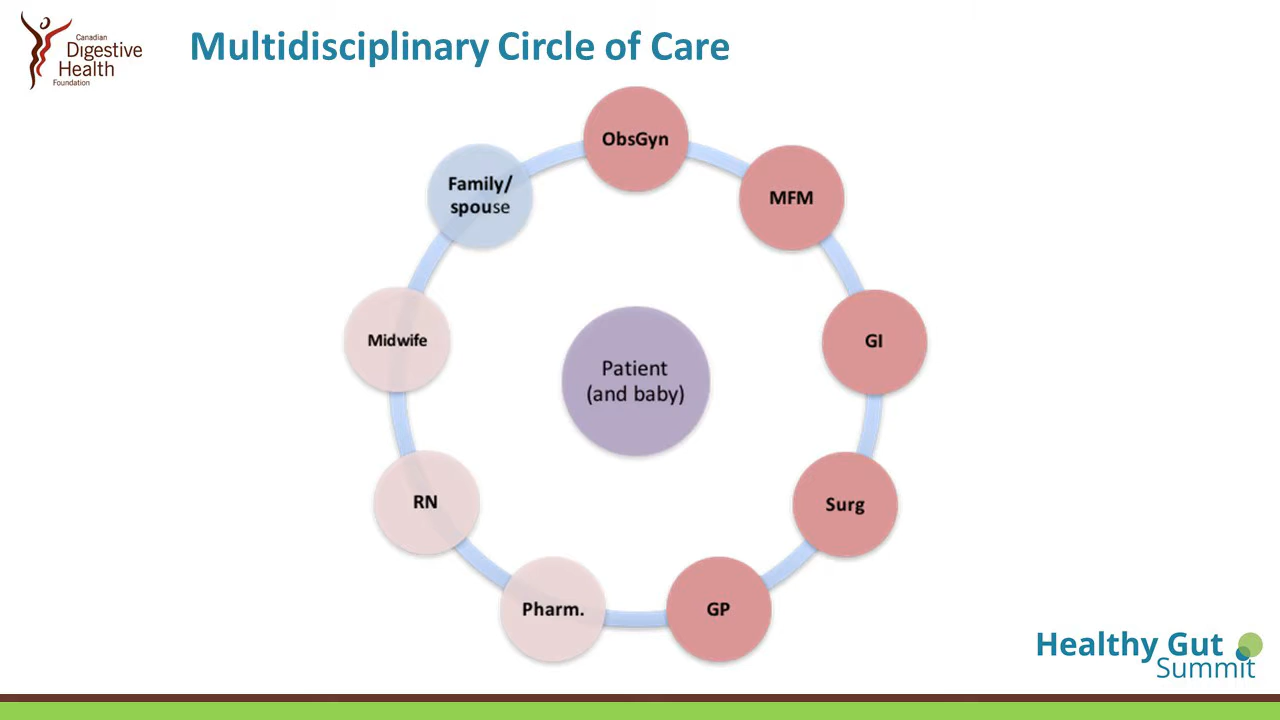 Canadian
Digestive
Health
Foundation
Multidisciplinary Circle of Care
ObsGyn
MFM
GI
Surg
GP
Pharm.
RN
Midwife
Family/
spouse
Patient
(and baby)
Healthy Gut
Summit